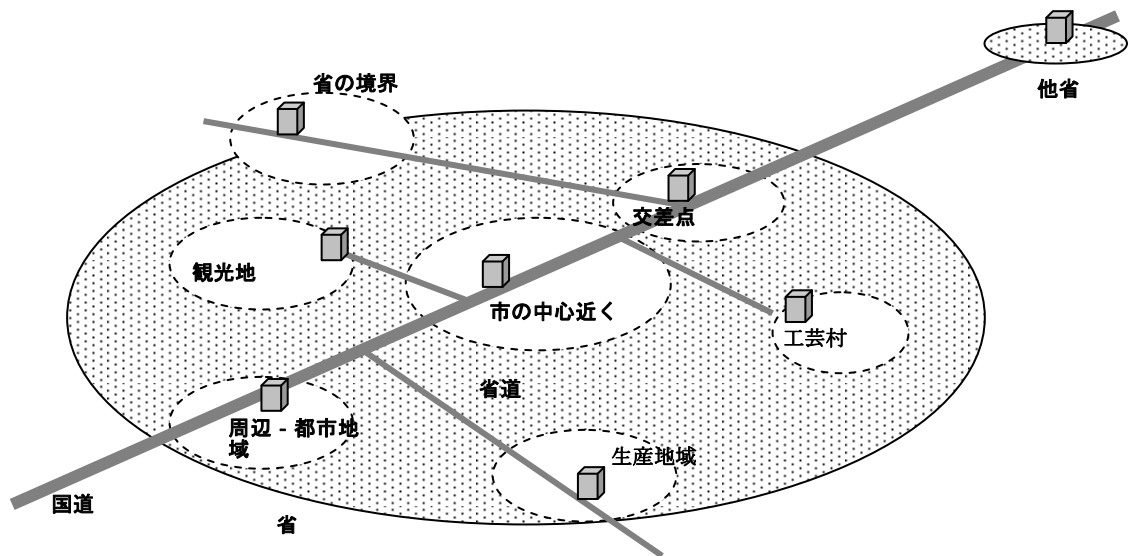 省の境界
他省
交差点
観光地
市の中心近く
工芸村
省道
周辺 - 都市地
域
生産地域
国道
省